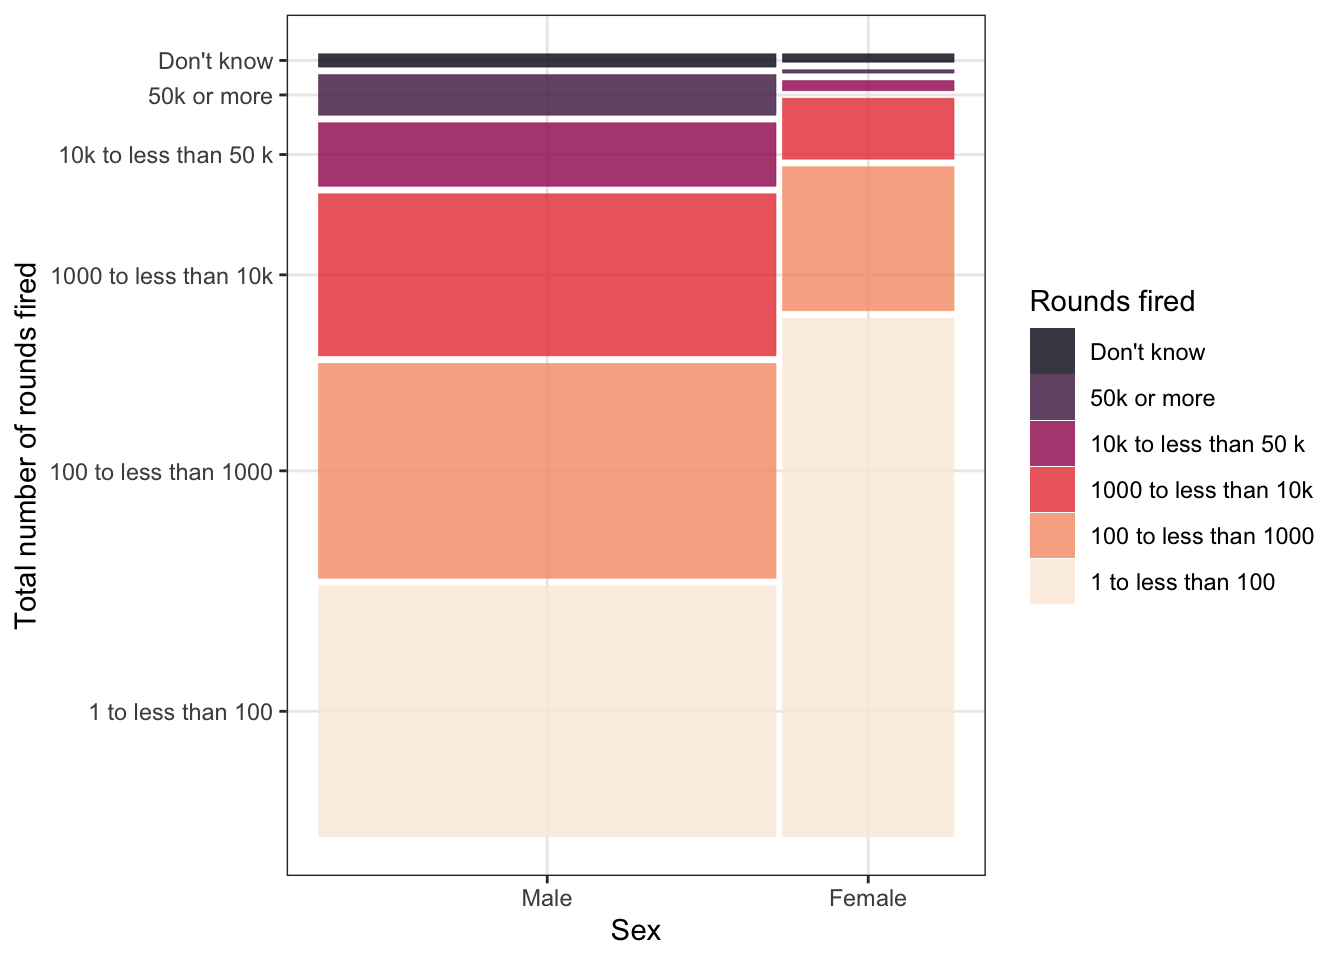 Total number of rounds fired
Don't know
50k or more
10k to less than 50 k
1000 to less than 10k
100 to less than 1000
1 to less than 100
Male
Female
Sex
Rounds fired
Don't know
50k or more
10k to less than 50 k
1000 to less than 10k
100 to less than 1000
1 to less than 100